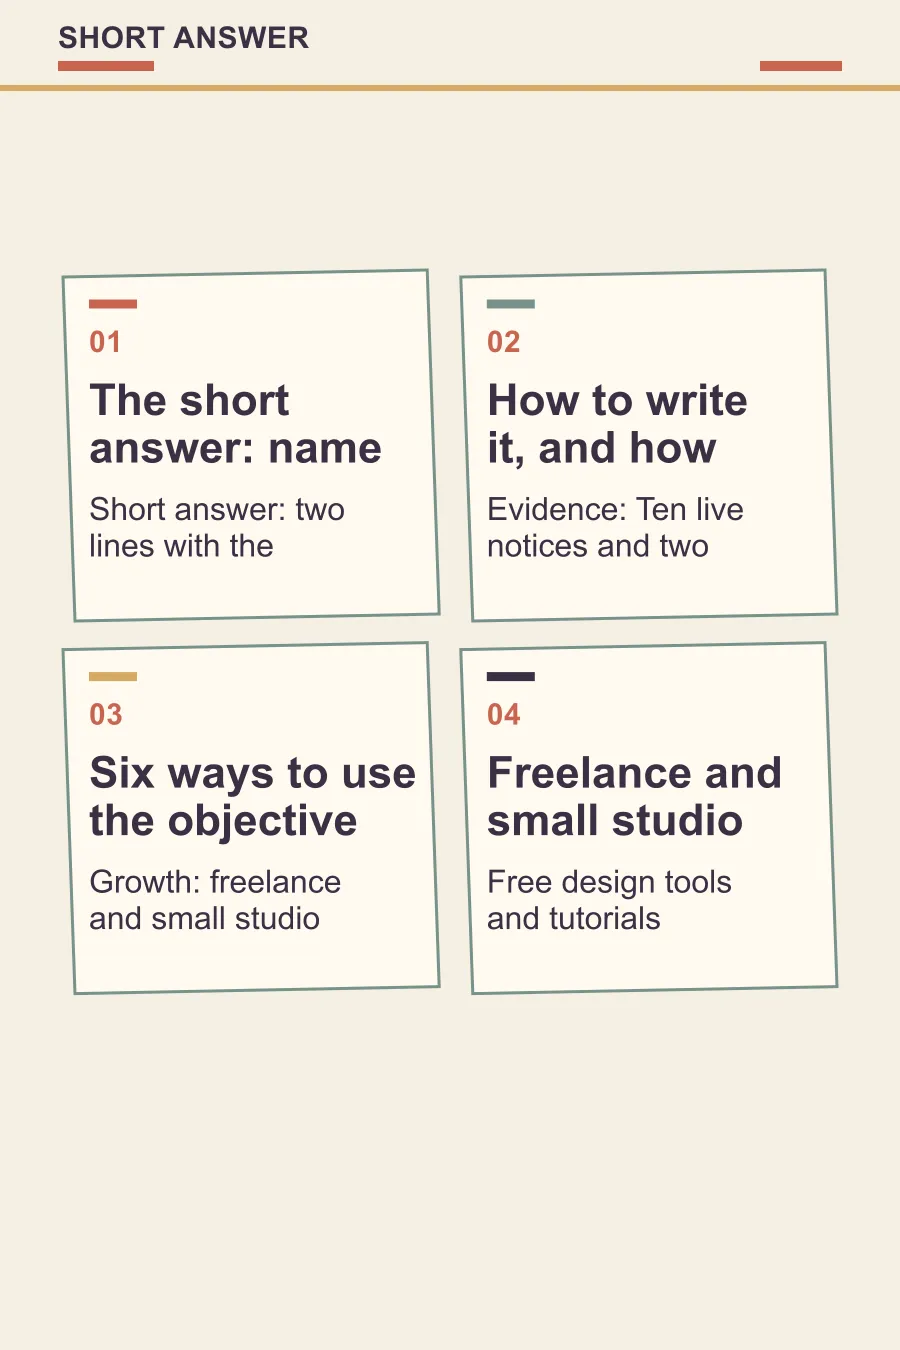 SHORT ANSWER
01
The short
answer: name
Short answer: two
lines with the
02
How to write
it, and how
Evidence: Ten live
notices and two
03
Six ways to use
the objective
Growth: freelance
and small studio
04
Freelance and
small studio
Free design tools
and tutorials